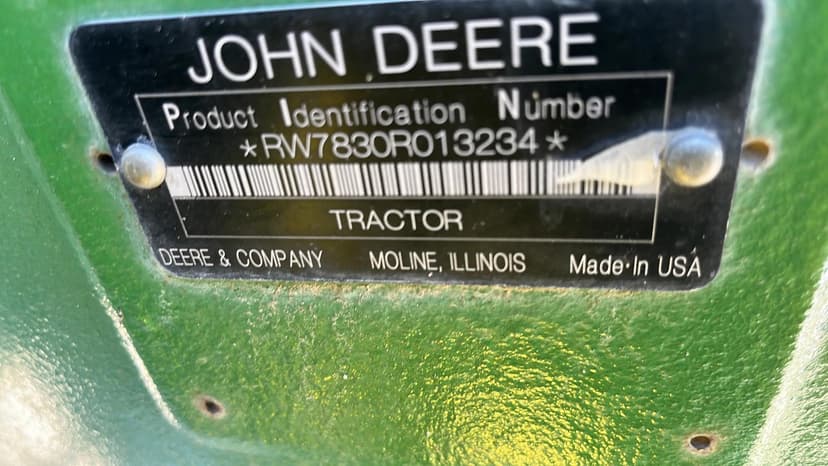 JOHN DEERE
Product Identification Number
*RW7830R013234*
TRACTOR
DEERE & COMPANY MOLINE, ILLINOIS Made in USA